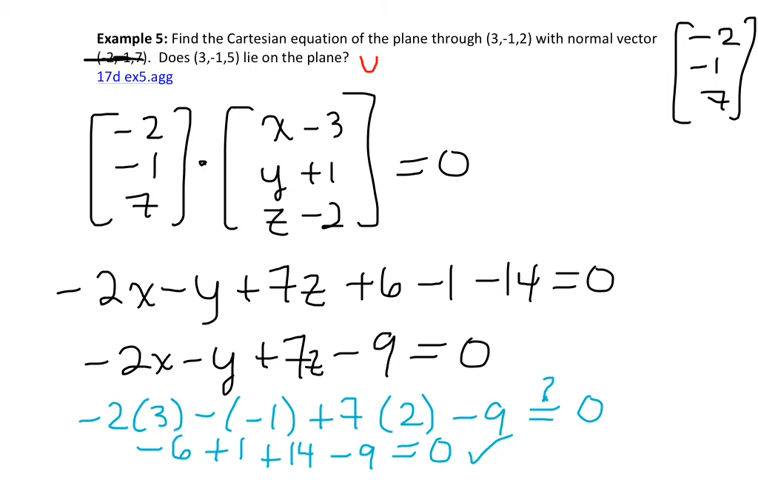 Example 5: Find the Cartesian equation of the plane through (3,-1,2) with normal vector
(-2,-1,7). Does (3,-1,5) lie on the plane? U
17d ex5.agg
[-2
-1
7]
[-2
-1
7] · [x - 3
y + 1
z - 2] = 0
-2x - y + 7z + 6 - 1 - 14 = 0
-2x - y + 7z - 9 = 0
-2(3) - (-1) + 7(2) - 9 ?= 0
-6 + 1 + 14 - 9 = 0 ✓